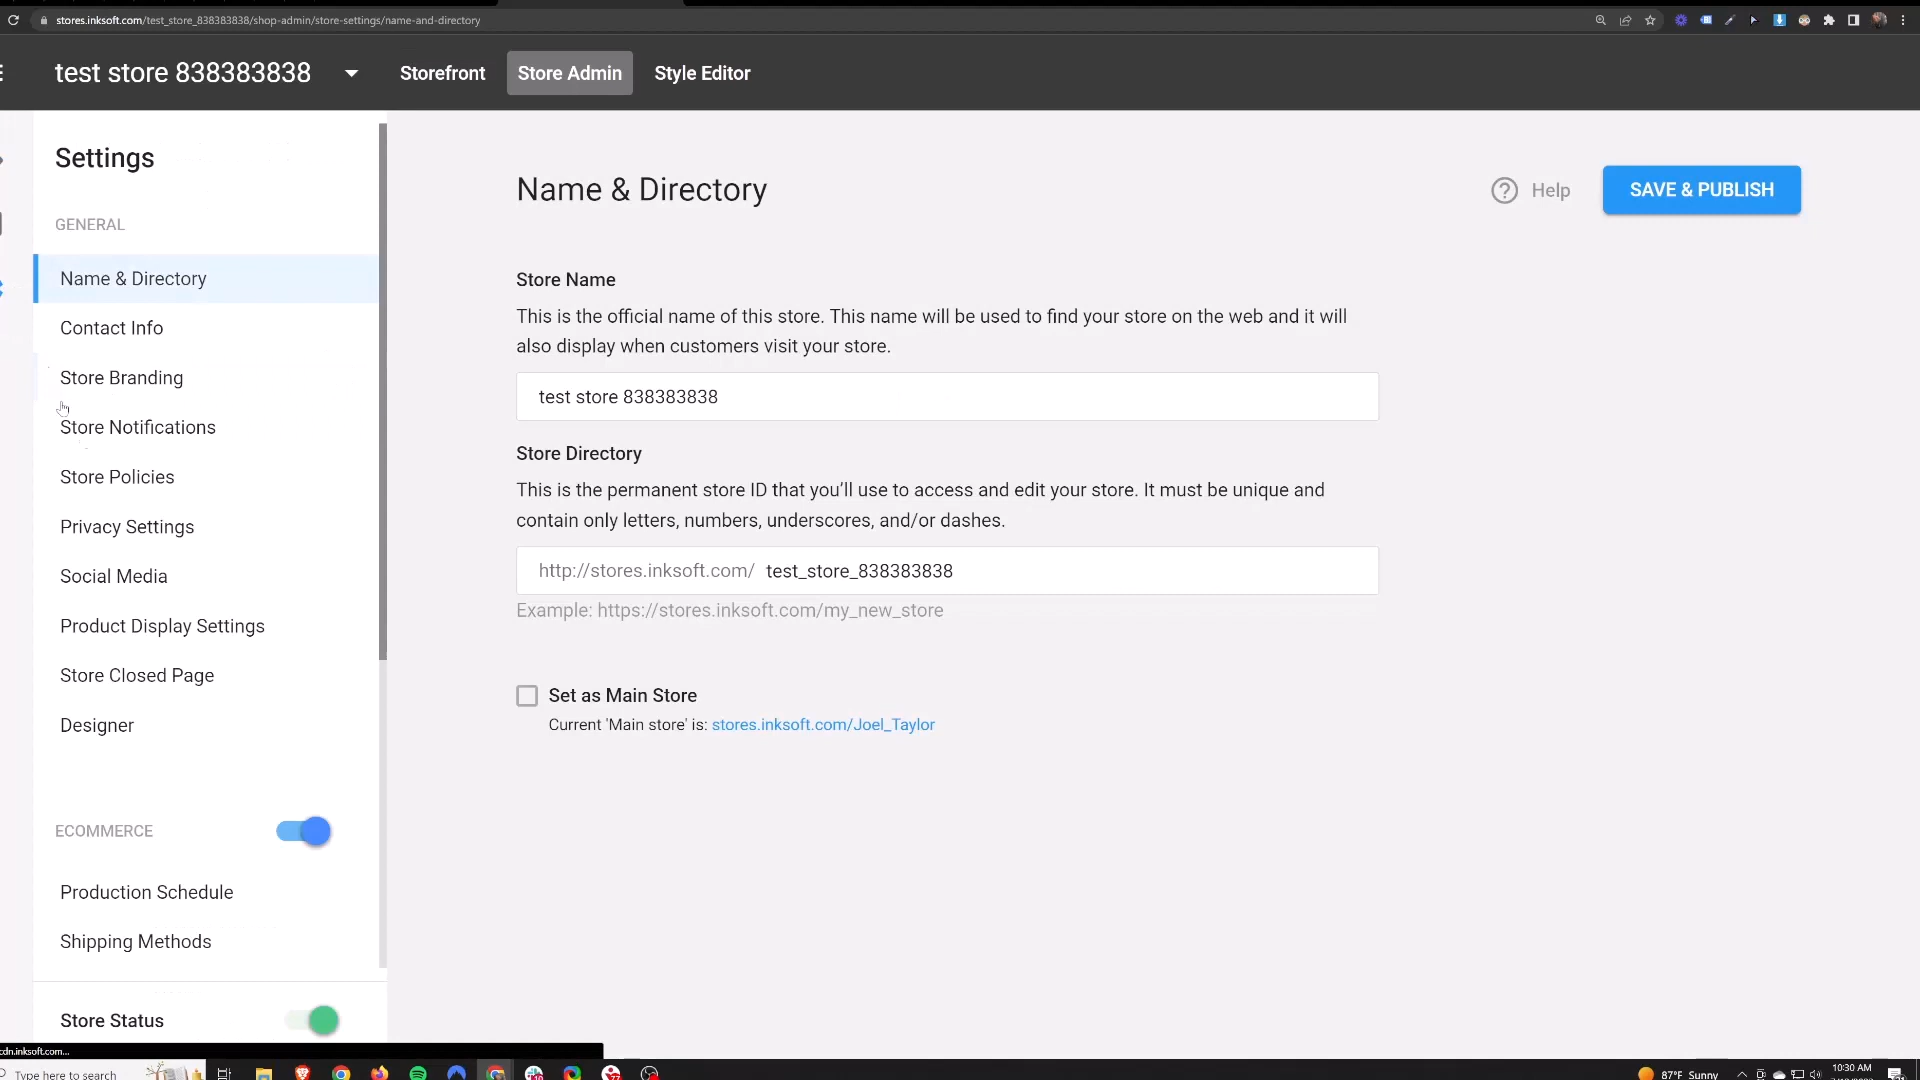 stores.inksoft.com/test_store_838383838/shop-admin/store-settings/name-and-directory
test store 838383838
Storefront
Store Admin
Style Editor
Settings
GENERAL
Name & Directory
Contact Info
Store Branding
Store Notifications
Store Policies
Privacy Settings
Social Media
Product Display Settings
Store Closed Page
Designer
ECOMMERCE
Production Schedule
Shipping Methods
Store Status
Name & Directory
Help
SAVE & PUBLISH
Store Name
This is the official name of this store. This name will be used to find your store on the web and it will
also display when customers visit your store.
test store 838383838
Store Directory
This is the permanent store ID that you’ll use to access and edit your store. It must be unique and
contain only letters, numbers, underscores, and/or dashes.
http://stores.inksoft.com/ test_store_838383838
Example: https://stores.inksoft.com/my_new_store
Set as Main Store
Current 'Main store' is: stores.inksoft.com/Joel_Taylor
cdn.inksoft.com...
Type here to search
87°F Sunny
10:30 AM